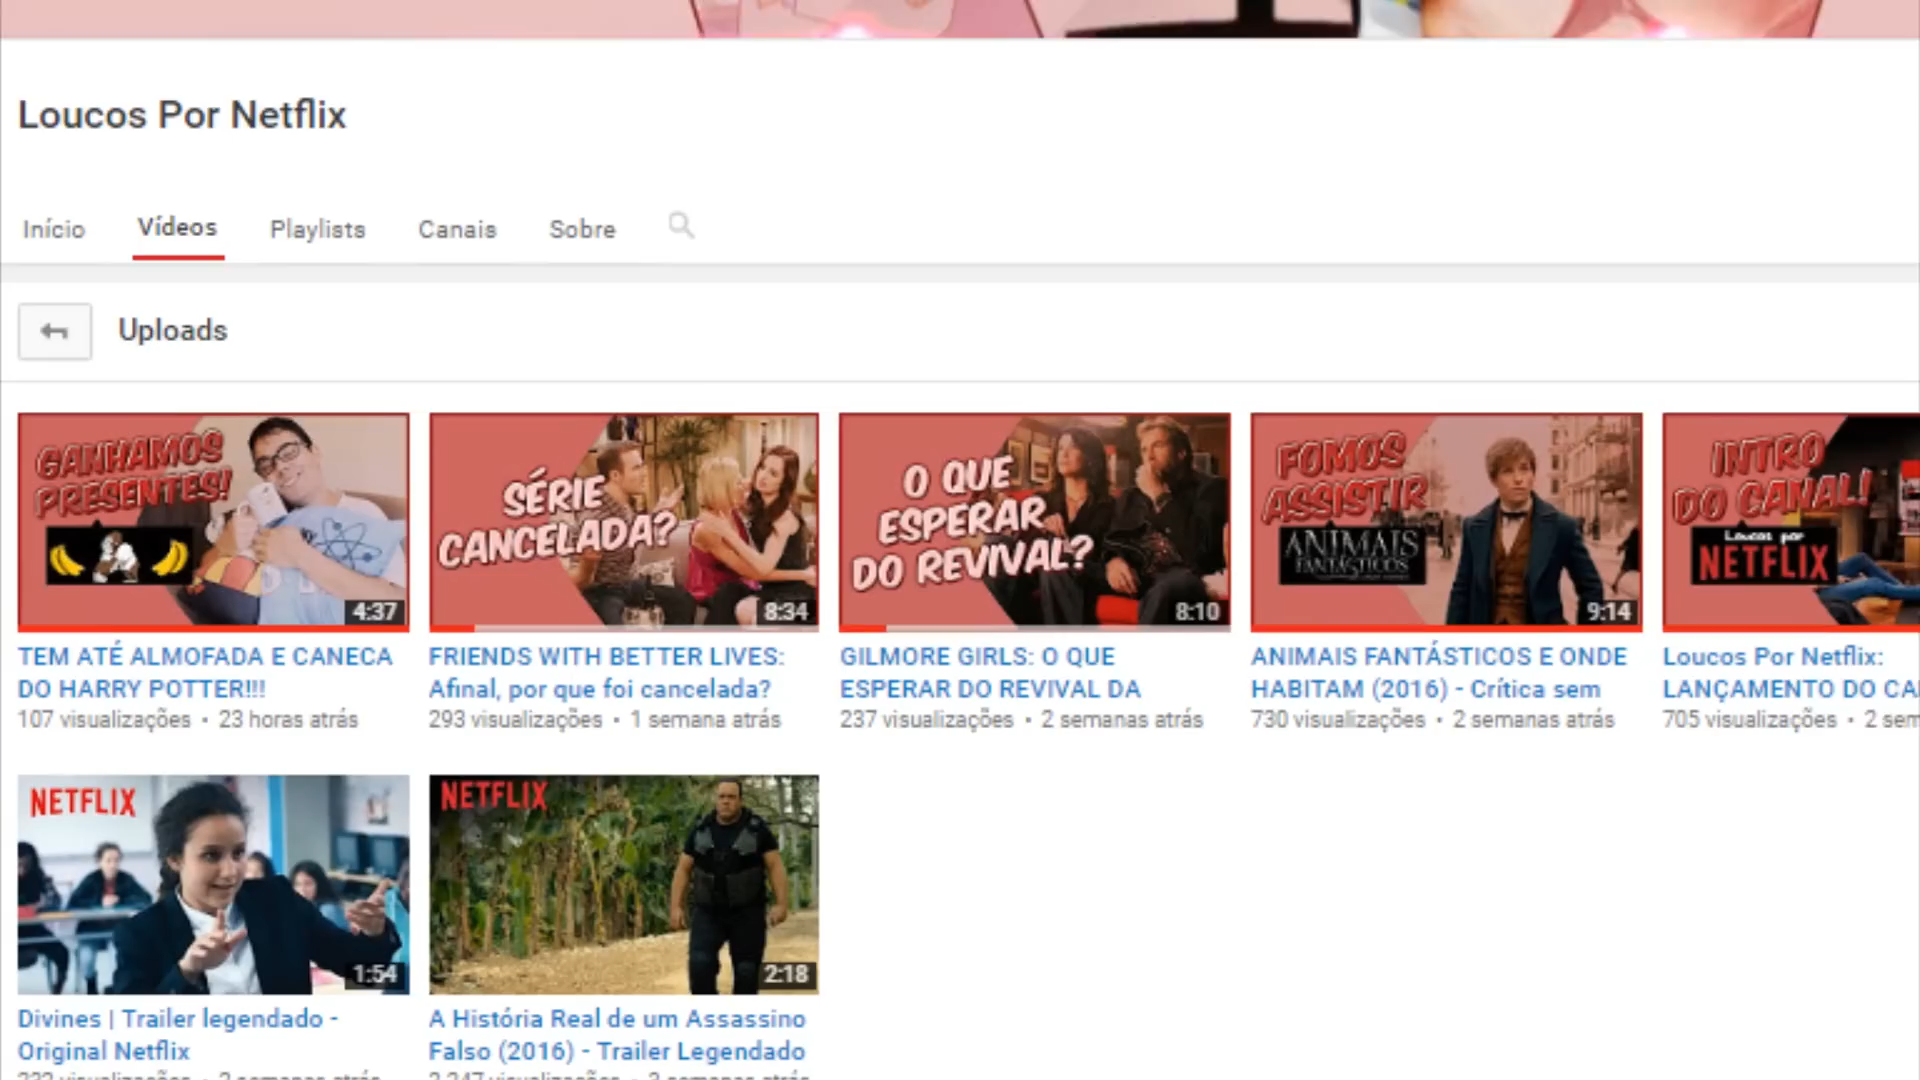 Loucos Por Netflix
Início
Vídeos
Playlists
Canais
Sobre
Uploads
GANHAMOS
PRESENTES!
4:37
TEM ATÉ ALMOFADA E CANECA
DO HARRY POTTER!!!
107 visualizações • 23 horas atrás
SÉRIE
CANCELADA?
8:34
FRIENDS WITH BETTER LIVES:
Afinal, por que foi cancelada?
293 visualizações • 1 semana atrás
O QUE
ESPERAR
DO REVIVAL?
8:10
GILMORE GIRLS: O QUE
ESPERAR DO REVIVAL DA
237 visualizações • 2 semanas atrás
FOMOS
ASSISTIR
ANIMAIS
FANTÁSTICOS
9:14
ANIMAIS FANTÁSTICOS E ONDE
HABITAM (2016) - Crítica sem
730 visualizações • 2 semanas atrás
INTRO
DO CANAL!
Loucos por
NETFLIX
Loucos Por Netflix:
LANÇAMENTO DO
705 visualizações • 2
NETFLIX
1:54
Divines | Trailer legendado -
Original Netflix
NETFLIX
2:18
A História Real de um Assassino
Falso (2016) - Trailer Legendado